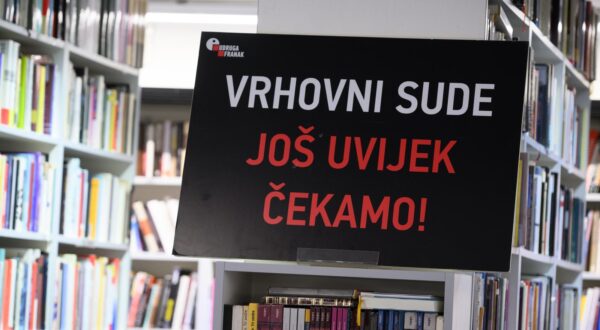 UDRUGA
FRANAK
VRHOVNI SUDE
JOŠ UVIJEK
ČEKAMO!